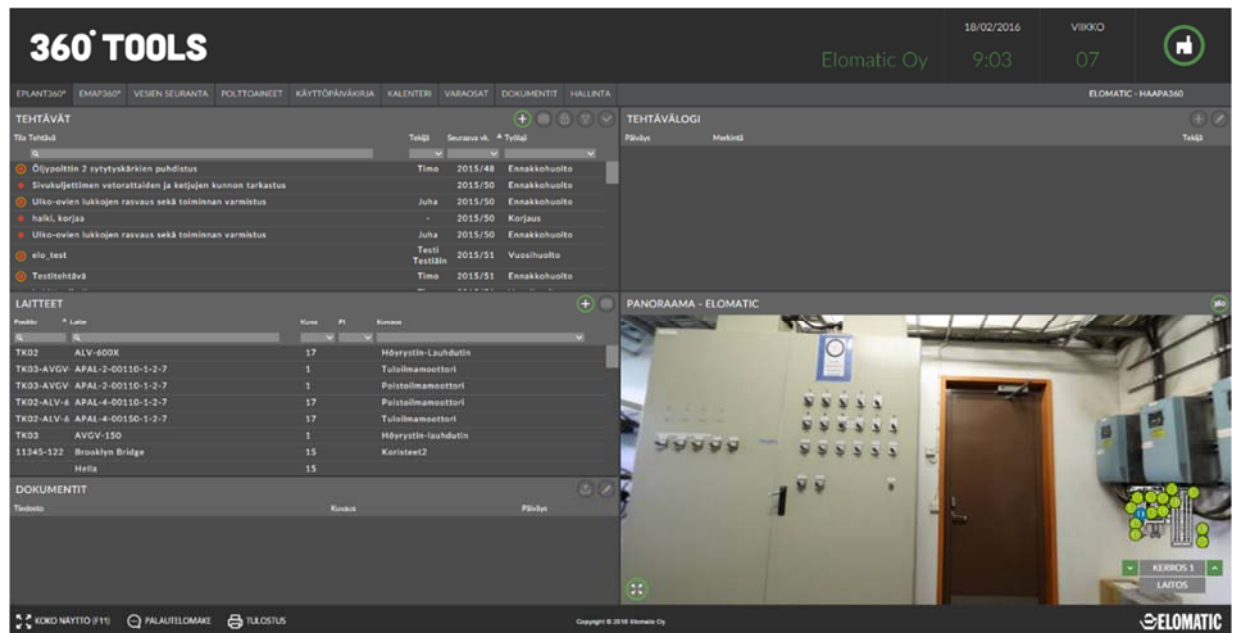 360° TOOLS
Elomatic Oy
18/02/2016
9:03
VIIKKO
07
EPLANT360° EMAP360° VESIEN SEURANTA POLTTOAINEET KÄYTTÖPÄIVÄKIRJA KALENTERI VARAOSAT DOKUMENTIT HALLINTA
ELOMATIC - HAAPA360
TEHTÄVÄT
Tila Tehtävä Tekijä Seuraava vk. Työlaji
Öljypolttin 2 sytytyskärkien puhdistus Timo 2015/48 Ennakkohuolto
Sivukuljettimen vetorattaiden ja ketjujen kunnon tarkastus 2015/50 Ennakkohuolto
Ulko-ovien lukkojen rasvaus sekä toiminnan varmistus Juha 2015/50 Ennakkohuolto
halki, korjaa - 2015/50 Korjaus
Ulko-ovien lukkojen rasvaus sekä toiminnan varmistus Juha 2015/50 Ennakkohuolto
elo_test Testi Testiäin 2015/51 Vuosihuolto
Testitehtävä Timo 2015/51 Ennakkohuolto
TEHTÄVÄLOGI
Päiväys Merkintä Tekijä
LAITTEET
Positio Laite Kuva PI Kuvaus
TK02 ALV-600X 17 Höyrystin-Lauhdutin
TK03-AVGV- APAL-2-00110-1-2-7 1 Tuloilmamoottori
TK03-AVGV- APAL-2-00110-1-2-7 1 Poistoilmamoottori
TK02-ALV-6 APAL-4-00110-1-2-7 17 Poistoilmamoottori
TK02-ALV-6 APAL-4-00150-1-2-7 17 Tuloilmamoottori
TK03 AVGV-150 1 Höyrystin-lauhdutin
11345-122 Brooklyn Bridge 15 Koristeet2
Hella 15
DOKUMENTIT
Tiedosto Kuvaus Päiväys
PANORAAMA - ELOMATIC
360
KERROS 1
LAITOS
KOKO NÄYTTÖ (F11) PALAUTELOMAKE TULOSTUS
Copyright © 2016 Elomatic Oy
ELOMATIC